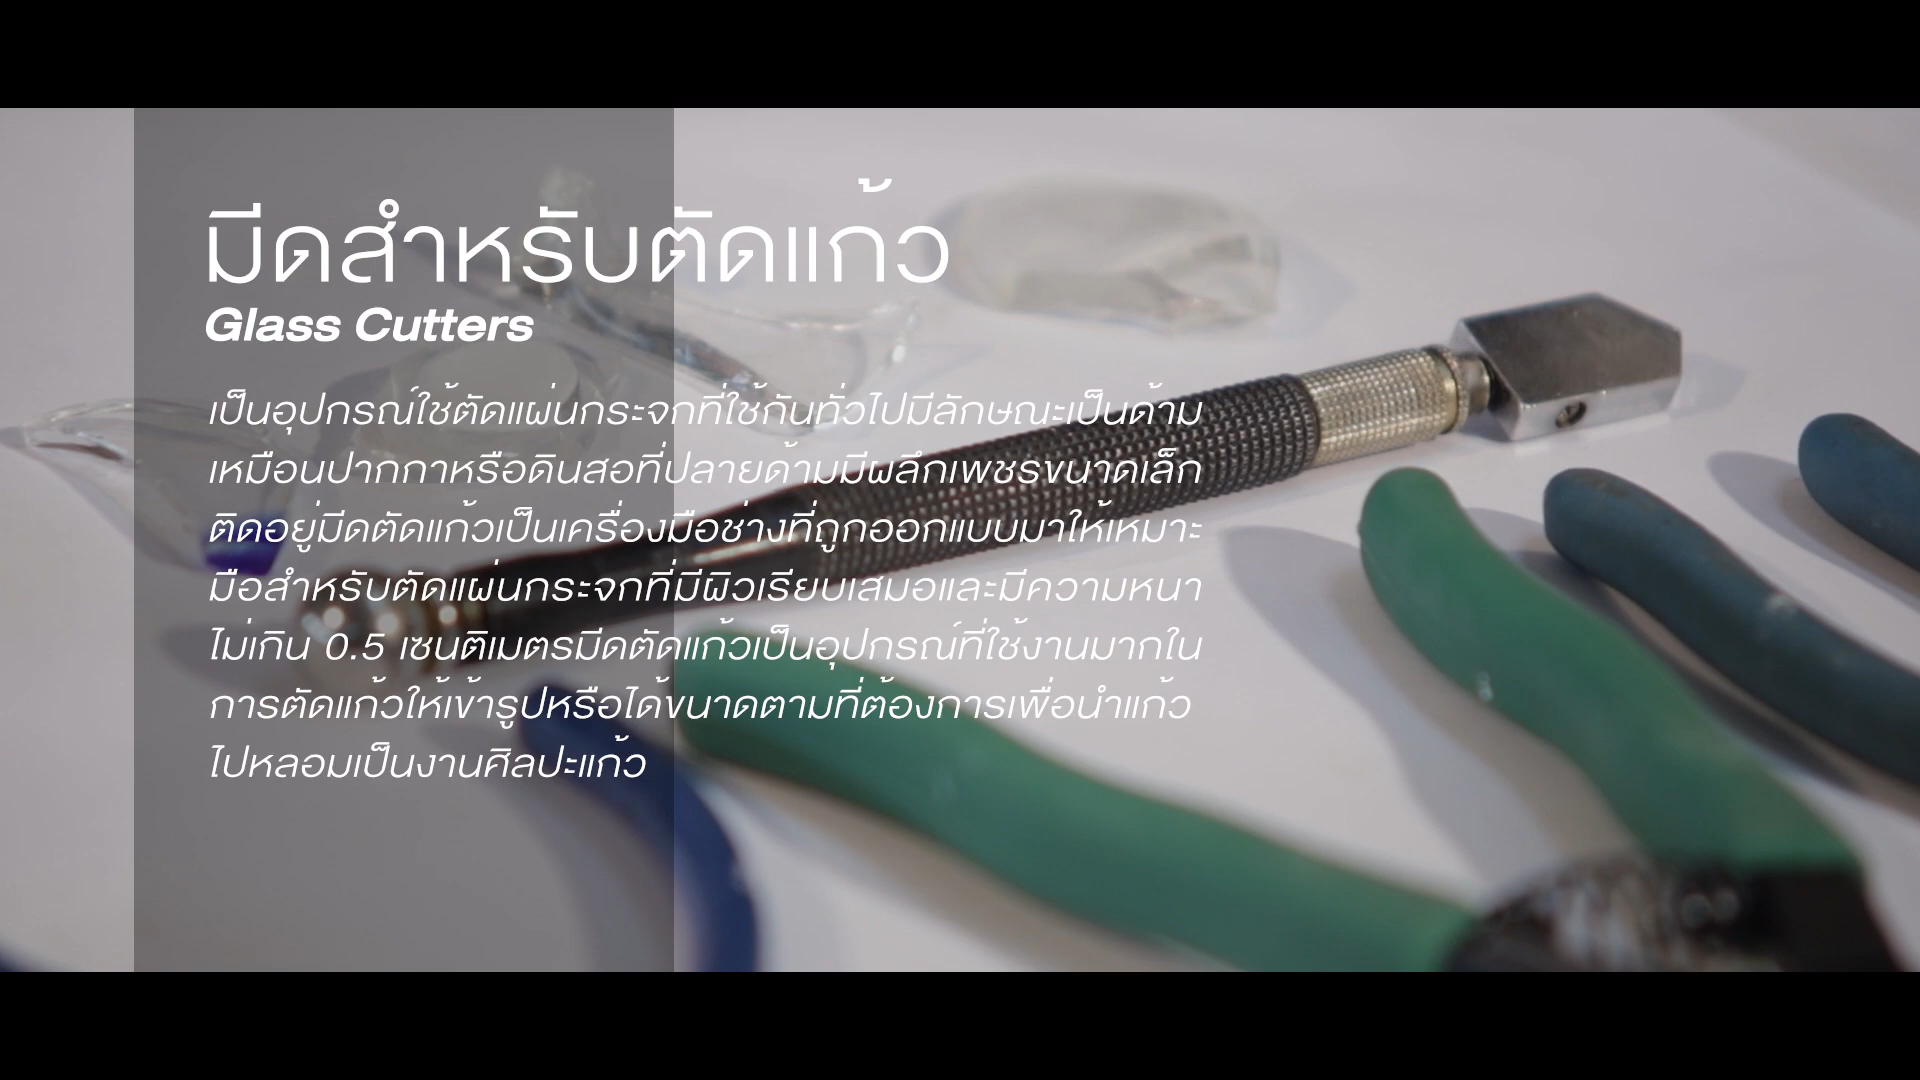 มีดสำหรับตัดแก้ว
Glass Cutters
เป็นอุปกรณ์ใช้ตัดแผ่นกระจกที่ใช้กันทั่วไปมีลักษณะเป็นด้าม
เหมือนปากกาหรือดินสอที่ปลายด้ามมีผลึกเพชรขนาดเล็ก
ติดอยู่มีดตัดแก้วเป็นเครื่องมือช่างที่ถูกออกแบบมาให้เหมาะ
มือสำหรับตัดแผ่นกระจกที่มีผิวเรียบเสมอและมีความหนา
ไม่เกิน 0.5 เซนติเมตรมีดตัดแก้วเป็นอุปกรณ์ที่ใช้งานมากใน
การตัดแก้วให้เข้ารูปหรือได้ขนาดตามที่ต้องการเพื่อนำแก้ว
ไปหลอมเป็นงานศิลปะแก้ว